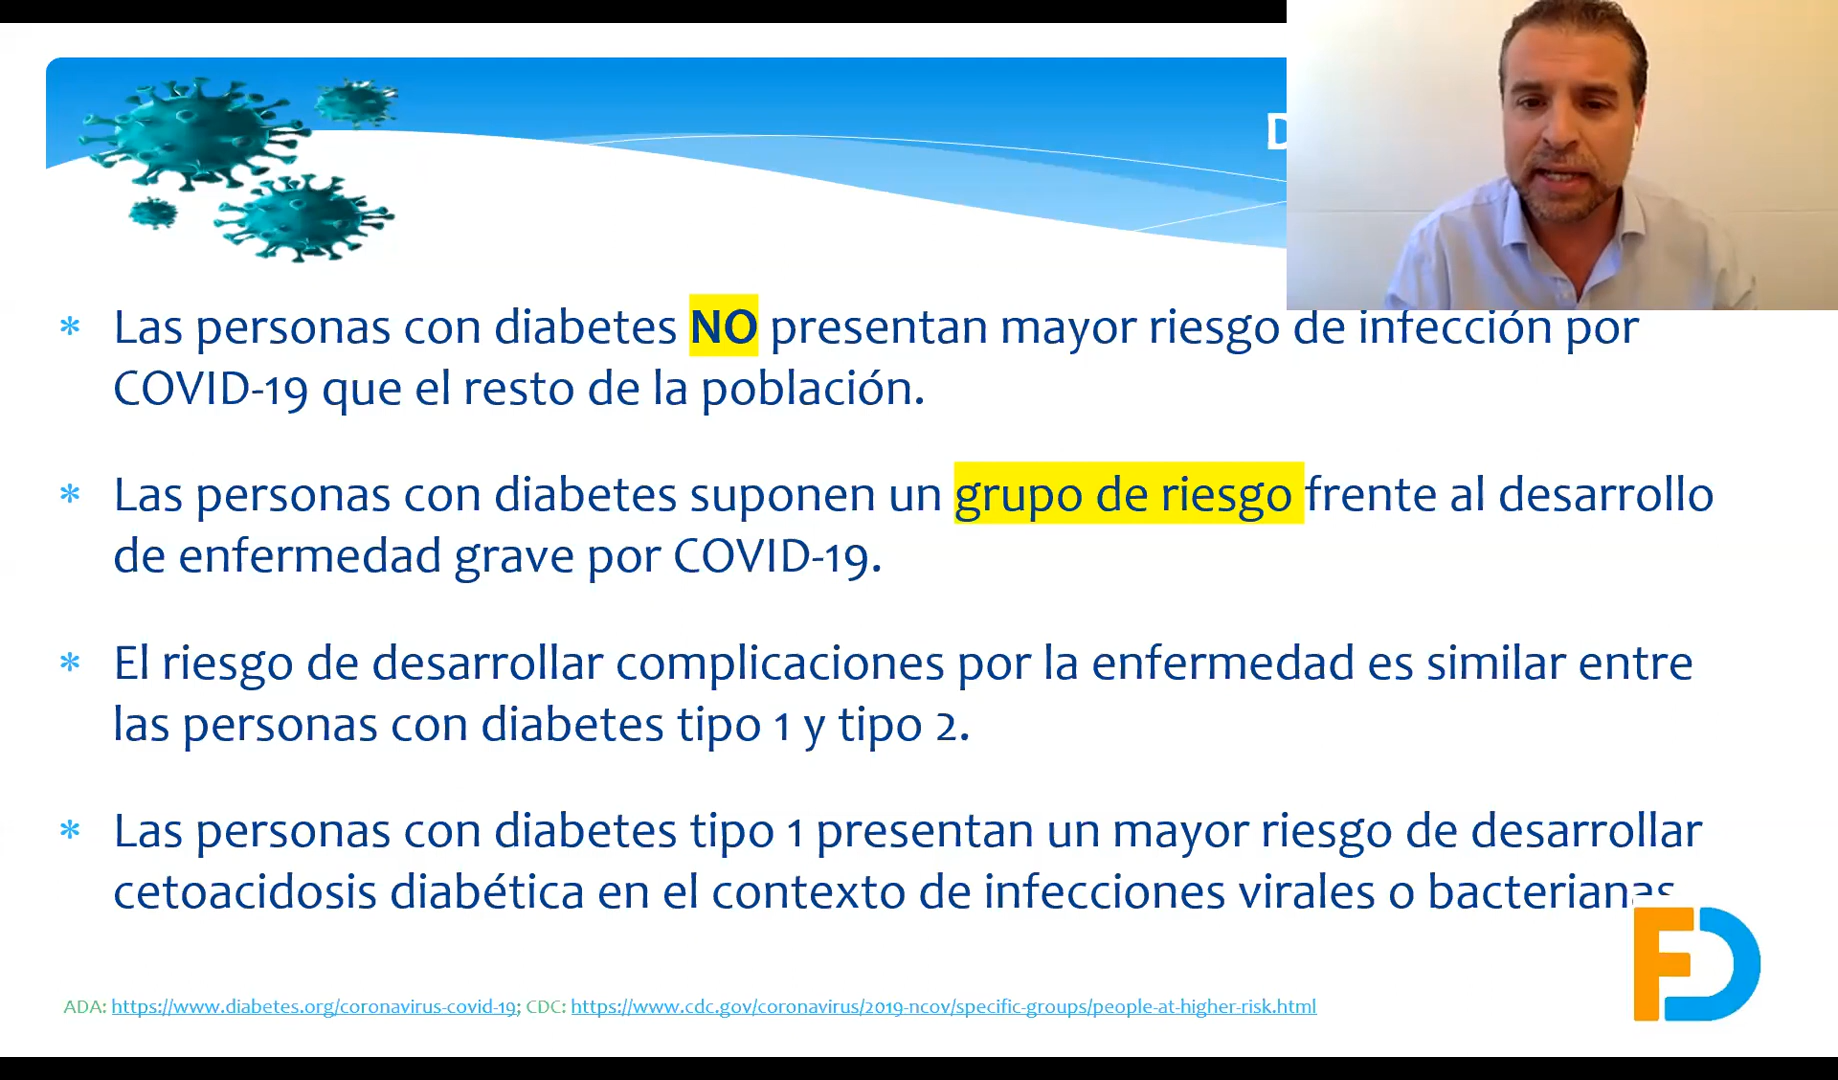 D
* Las personas con diabetes NO presentan mayor riesgo de infección por
COVID-19 que el resto de la población.
* Las personas con diabetes suponen un grupo de riesgo frente al desarrollo
de enfermedad grave por COVID-19.
* El riesgo de desarrollar complicaciones por la enfermedad es similar entre
las personas con diabetes tipo 1 y tipo 2.
* Las personas con diabetes tipo 1 presentan un mayor riesgo de desarrollar
cetoacidosis diabética en el contexto de infecciones virales o bacterianas
FD
ADA: https://www.diabetes.org/coronavirus-covid-19; CDC: https://www.cdc.gov/coronavirus/2019-ncov/specific-groups/people-at-higher-risk.html